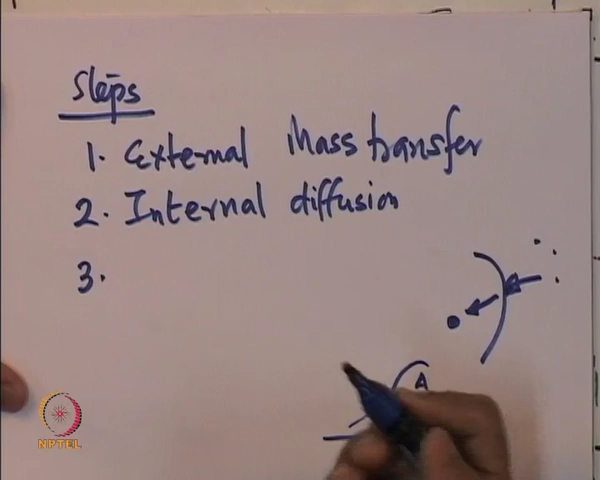 Steps
1. External Mass transfer
2. Internal diffusion
3.
A
NPTEL